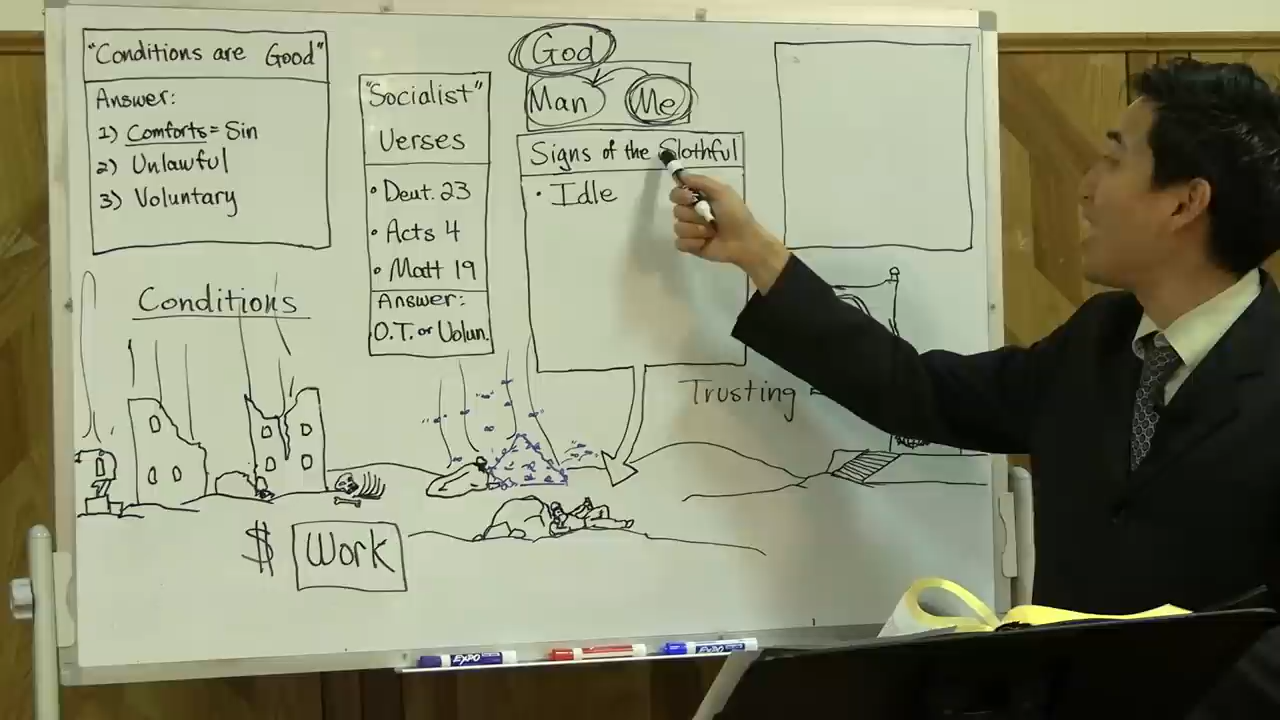 "Conditions are Good"
Answer:
1) Comforts = Sin
2) Unlawful
3) Voluntary
Conditions
"Socialist"
Verses
• Deut. 23
• Acts 4
• Matt 19
Answer:
O.T. or Volun.
God
Man Me
Signs of the Slothful
• Idle
Trusting
$ Work
EXPO
EXPO